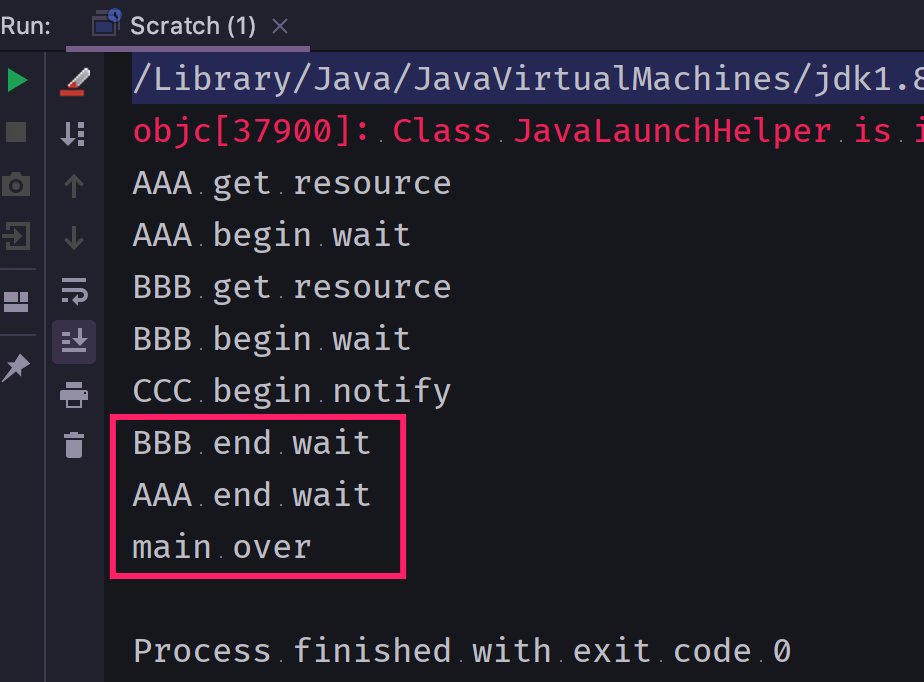 Run: Scratch (1)
/Library/Java/JavaVirtualMachines/jdk1.8
objc[37900]: Class JavaLaunchHelper is i
AAA get resource
AAA begin wait
BBB get resource
BBB begin wait
CCC begin notify
BBB end wait
AAA end wait
main over
Process finished with exit code 0